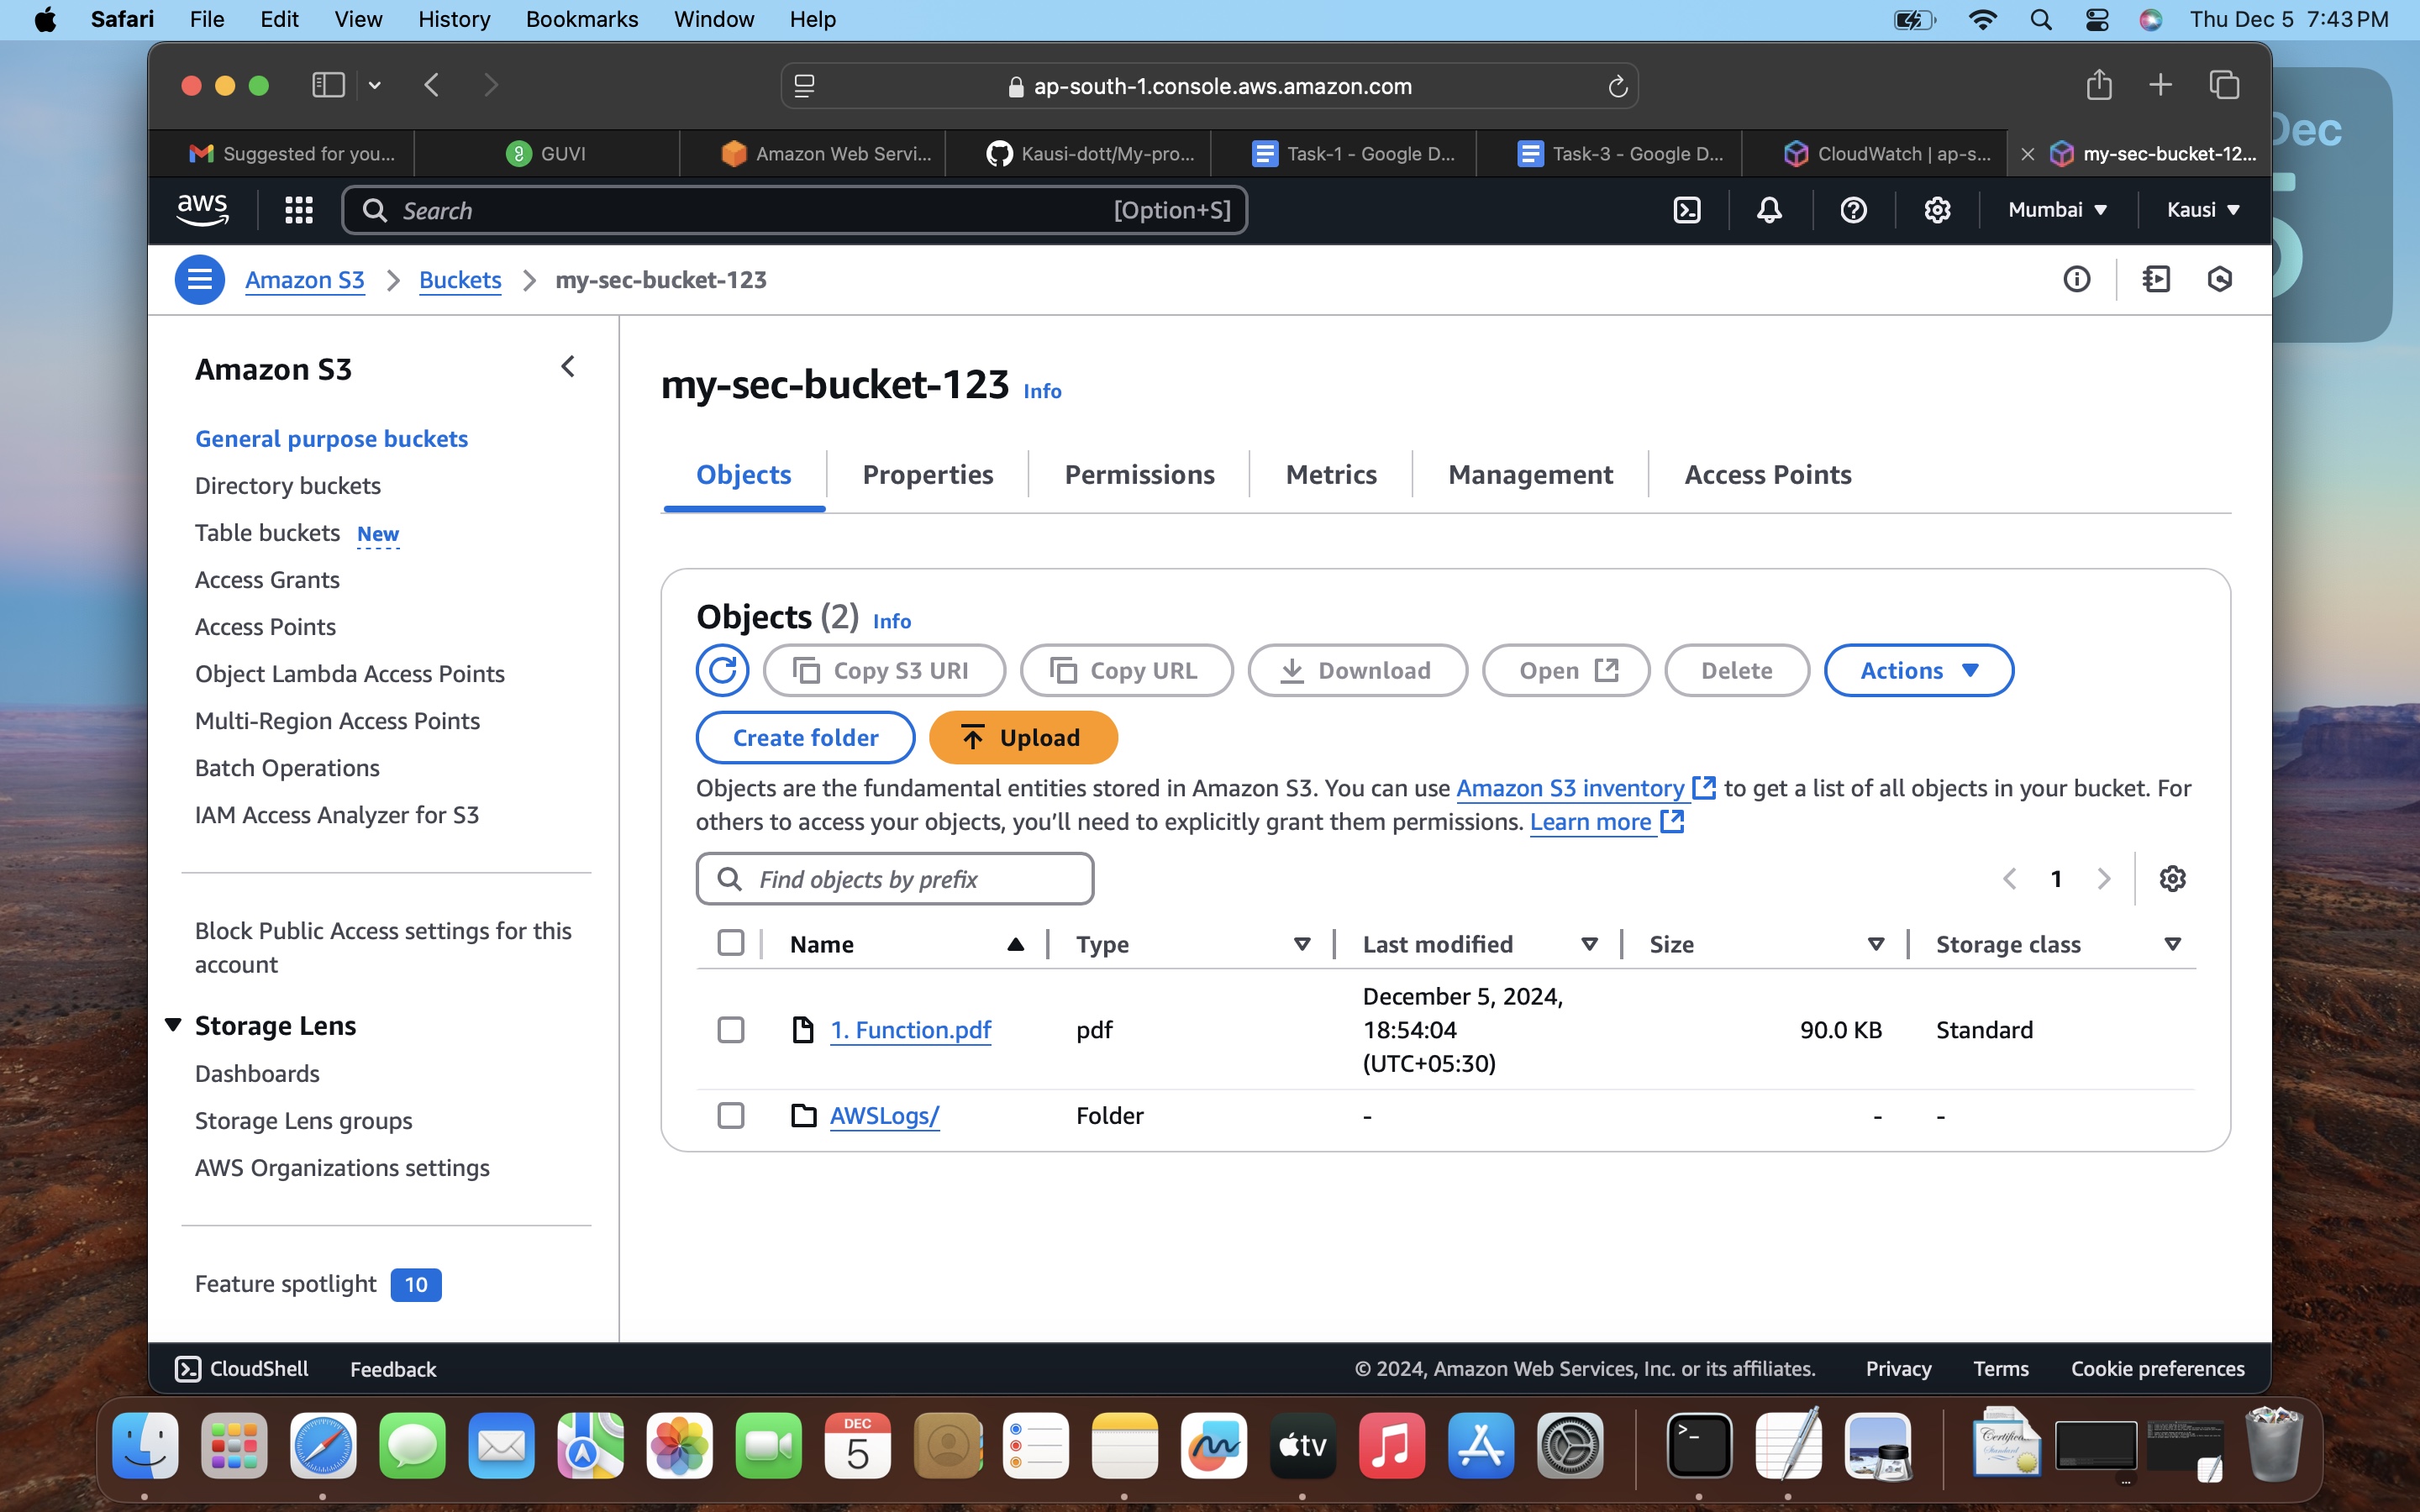 Safari File Edit View History Bookmarks Window Help Thu Dec 5 7:43 PM
ap-south-1.console.aws.amazon.com
Dec
5
Suggested for you... GUVI Amazon Web Servi... Kausi-dott/My-pro... Task-1 - Google D... Task-3 - Google D... CloudWatch | ap-s... my-sec-bucket-12...
aws Search [Option+S] Mumbai Kausi
Amazon S3 Buckets my-sec-bucket-123
Amazon S3
General purpose buckets
Directory buckets
Table buckets New
Access Grants
Access Points
Object Lambda Access Points
Multi-Region Access Points
Batch Operations
IAM Access Analyzer for S3
Block Public Access settings for this
account
Storage Lens
Dashboards
Storage Lens groups
AWS Organizations settings
Feature spotlight 10
my-sec-bucket-123 Info
Objects Properties Permissions Metrics Management Access Points
Objects (2) Info
Copy S3 URI Copy URL Download Open Delete Actions
Create folder Upload
Objects are the fundamental entities stored in Amazon S3. You can use Amazon S3 inventory to get a list of all objects in your bucket. For
others to access your objects, you’ll need to explicitly grant them permissions. Learn more
Find objects by prefix 1
Name Type Last modified Size Storage class
1. Function.pdf pdf December 5, 2024, 90.0 KB Standard
18:54:04
(UTC+05:30)
AWSLogs/ Folder - - -
CloudShell Feedback © 2024, Amazon Web Services, Inc. or its affiliates. Privacy Terms Cookie preferences
DEC
5
tv